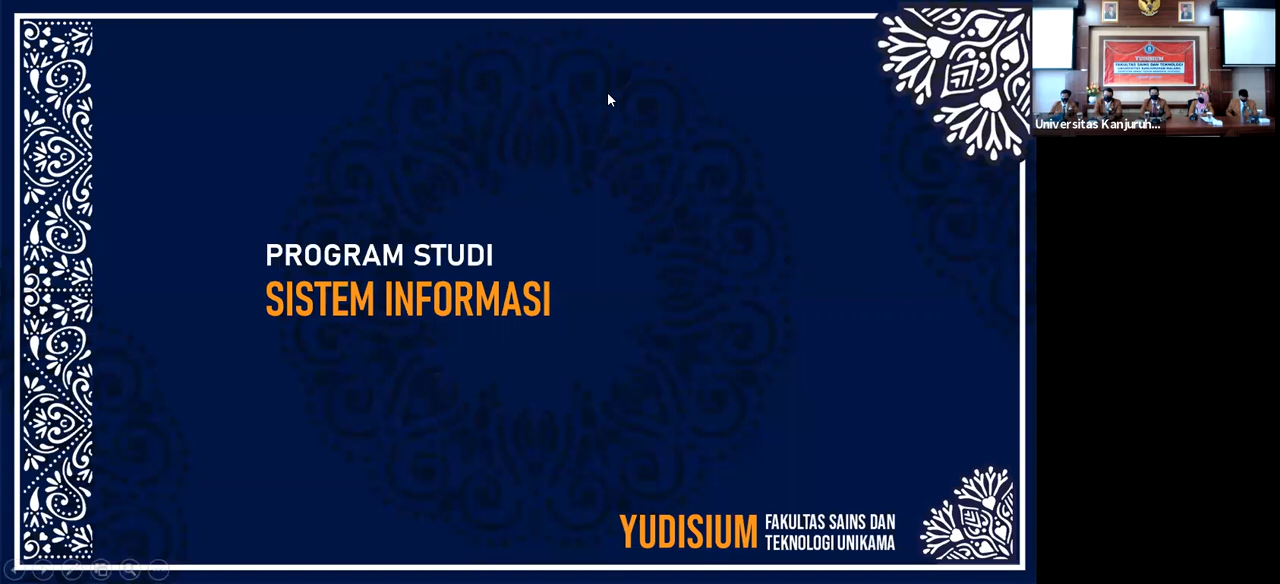 PROGRAM STUDI
SISTEM INFORMASI
YUDISIUM
FAKULTAS SAINS DAN
TEKNOLOGI UNIKAMA
YUDISIUM
FAKULTAS SAINS DAN TEKNOLOGI
Universitas Kanjuruh...